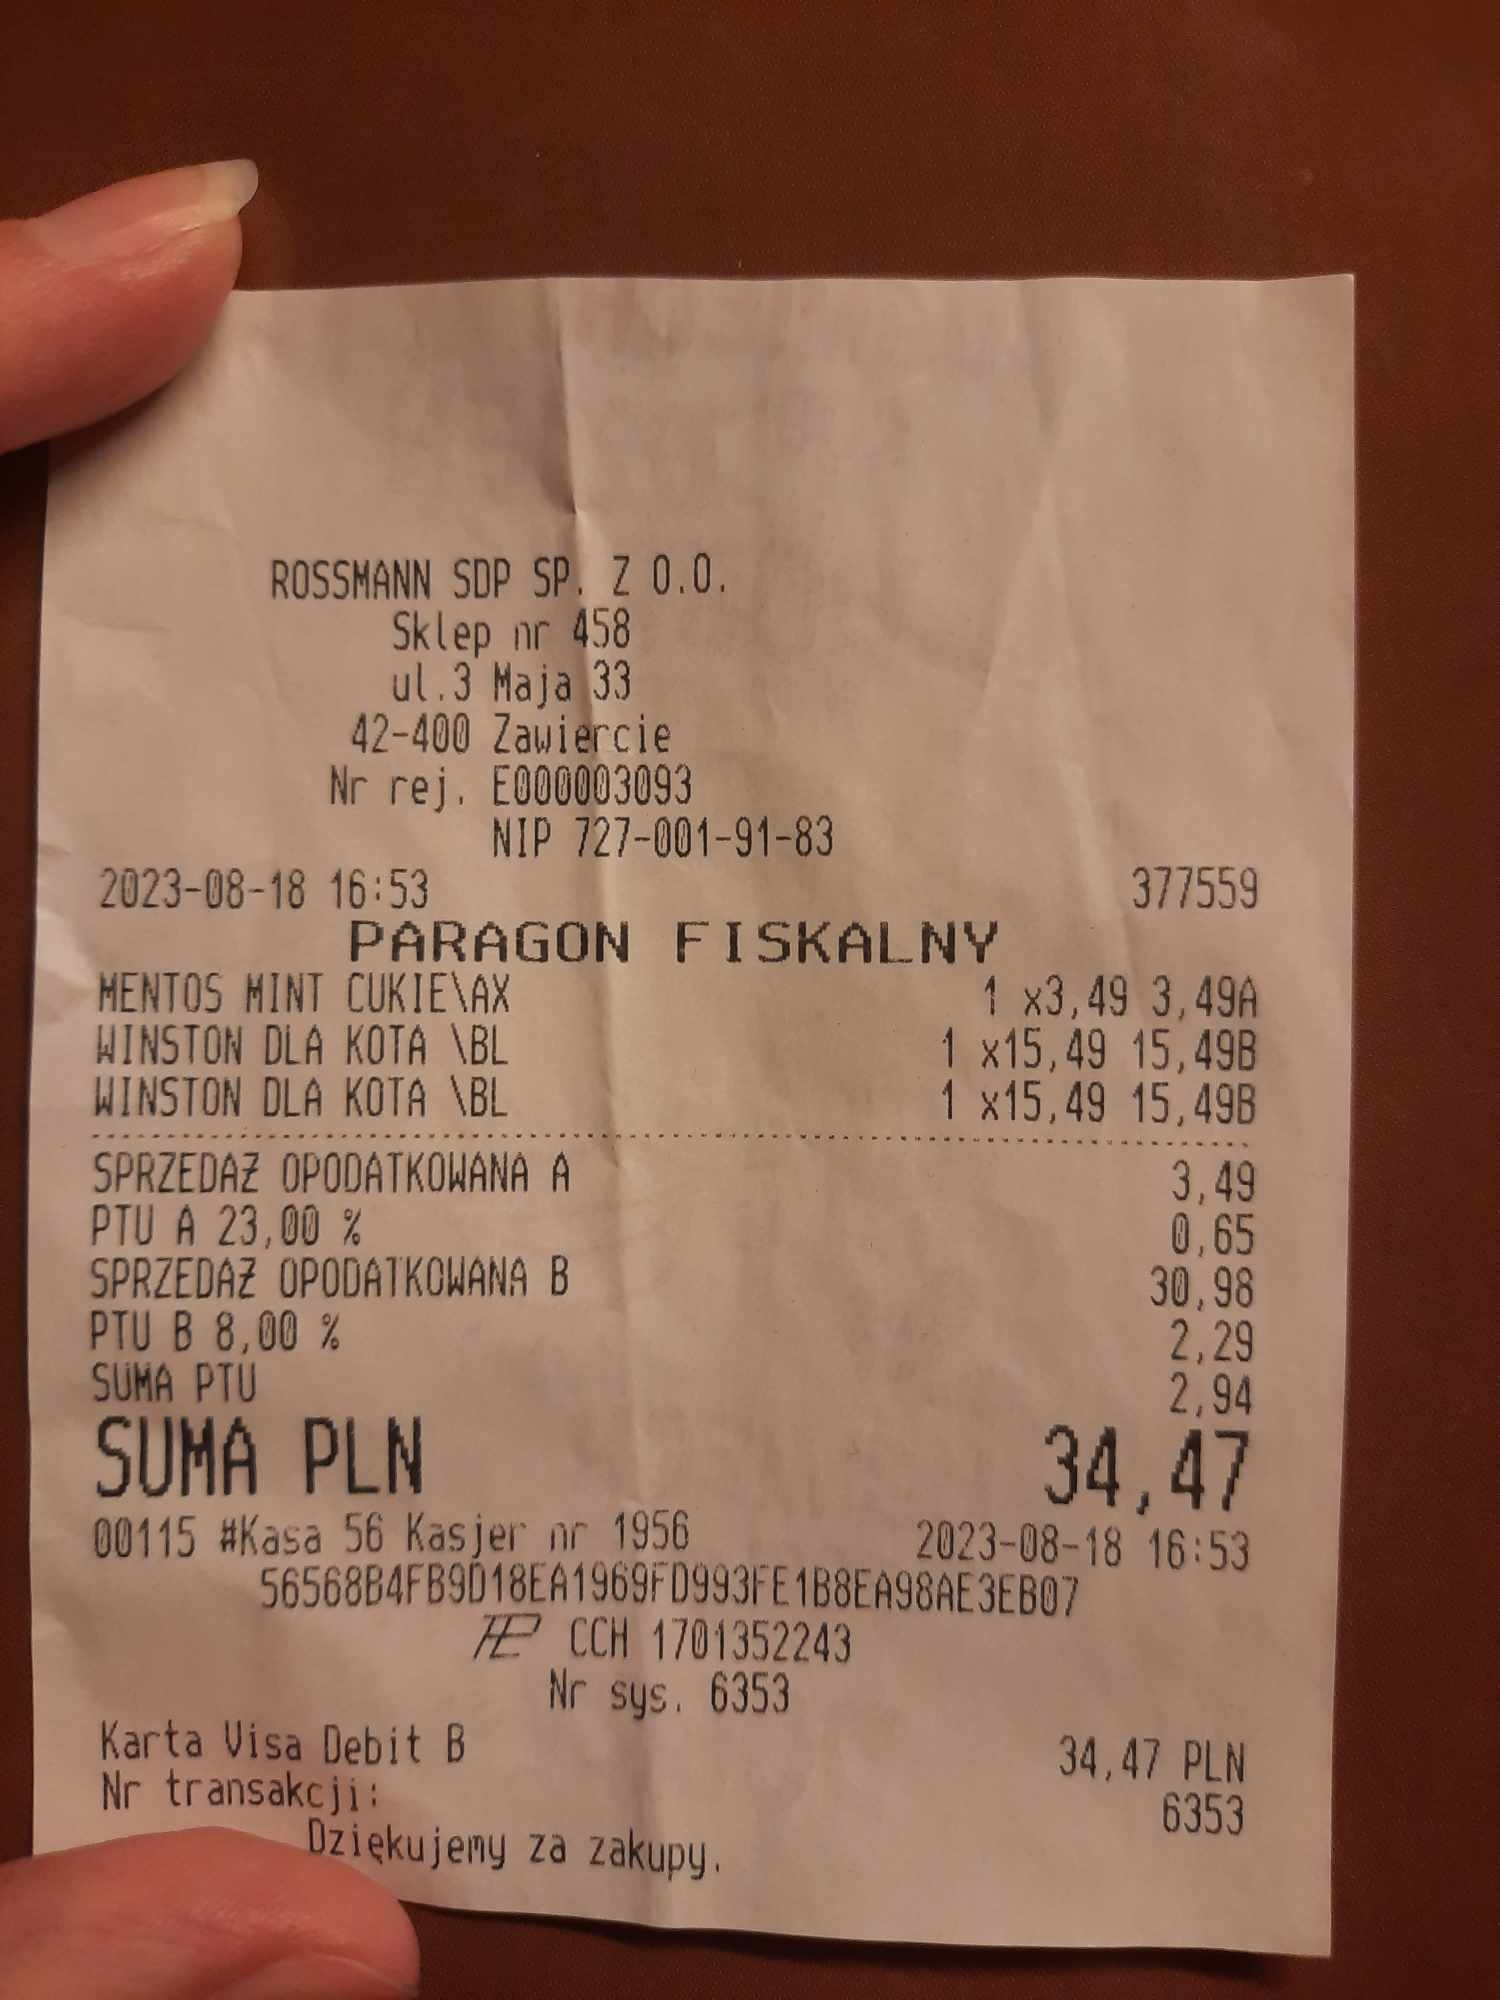 ROSSMANN SDP SP. Z O.O.
Sklep nr 458
ul.3 Maja 33
42-400 Zawiercie
Nr rej. E000003093
NIP 727-001-91-83
2023-08-18 16:53 377559
PARAGON FISKALNY
MENTOS MINT CUKIE\AX 1 x3,49 3,49A
WINSTON DLA KOTA \BL 1 x15,49 15,49B
WINSTON DLA KOTA \BL 1 x15,49 15,49B
SPRZEDAŻ OPODATKOWANA A 3,49
PTU A 23,00 % 0,65
SPRZEDAŻ OPODATKOWANA B 30,98
PTU B 8,00 % 2,29
SUMA PTU 2,94
SUMA PLN 34,47
00115 #Kasa 56 Kasjer nr 1956 2023-08-18 16:53
56568B4FB9D18EA1969FD993FE1B8EA98AE3EB07
CCH 1701352243
Nr sys. 6353
Karta Visa Debit B 34,47 PLN
Nr transakcji: 6353
Dziękujemy za zakupy.